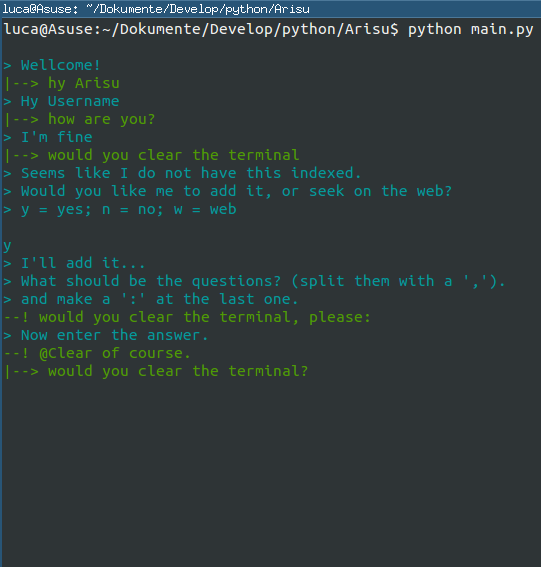 luca@Asuse: ~/Dokumente/Develop/python/Arisu
luca@Asuse:~/Dokumente/Develop/python/Arisu$ python main.py
> Wellcome!
|--> hy Arisu
> Hy Username
|--> how are you?
> I'm fine
|--> would you clear the terminal
> Seems like I do not have this indexed.
> Would you like me to add it, or seek on the web?
> y = yes; n = no; w = web
y
> I'll add it...
> What should be the questions? (split them with a ',').
> and make a ':' at the last one.
--! would you clear the terminal, please:
> Now enter the answer.
--! @Clear of course.
|--> would you clear the terminal?